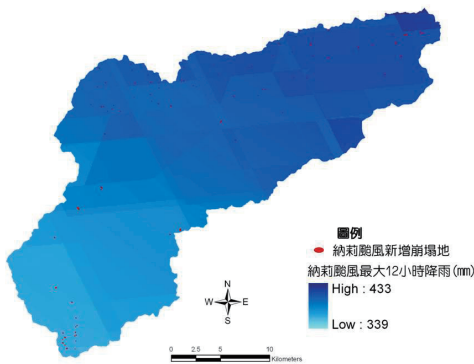 圖例
納莉颱風新增崩塌地
納莉颱風最大12小時降雨(mm)
High : 433
Low : 339
N
W E
S
0 2.5 5 10
Kilometers